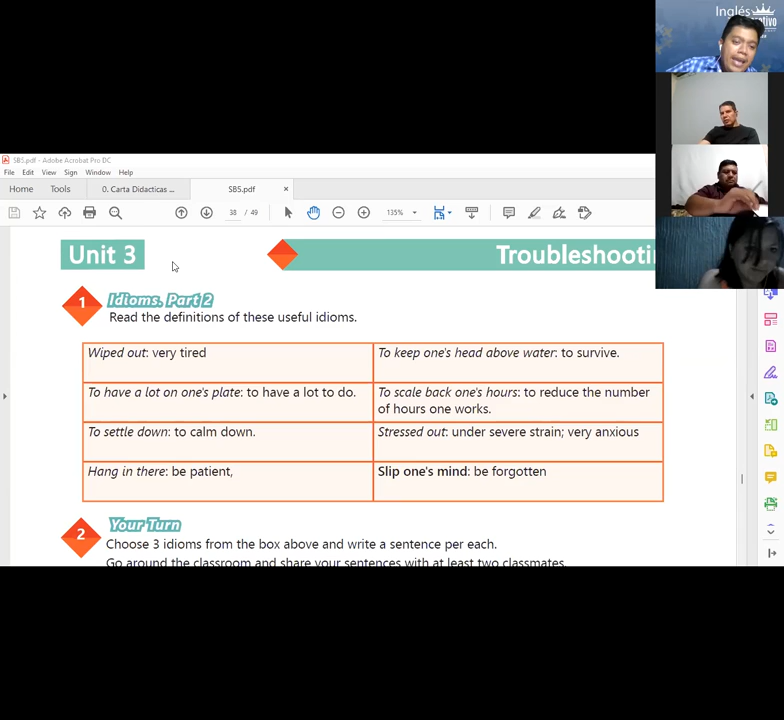 Inglés
SB5.pdf - Adobe Acrobat Pro DC
File Edit View Sign Window Help
Home Tools 0. Carta Didacticas ... SB5.pdf ×
38 / 49 135%
Unit 3 Troubleshooti
1 Idioms. Part 2
Read the definitions of these useful idioms.
Wiped out: very tired
To keep one's head above water: to survive.
To have a lot on one's plate: to have a lot to do.
To scale back one's hours: to reduce the number
of hours one works.
To settle down: to calm down.
Stressed out: under severe strain; very anxious
Hang in there: be patient,
Slip one's mind: be forgotten
2 Your Turn
Choose 3 idioms from the box above and write a sentence per each.
Go around the classroom and share your sentences with at least two classmates.